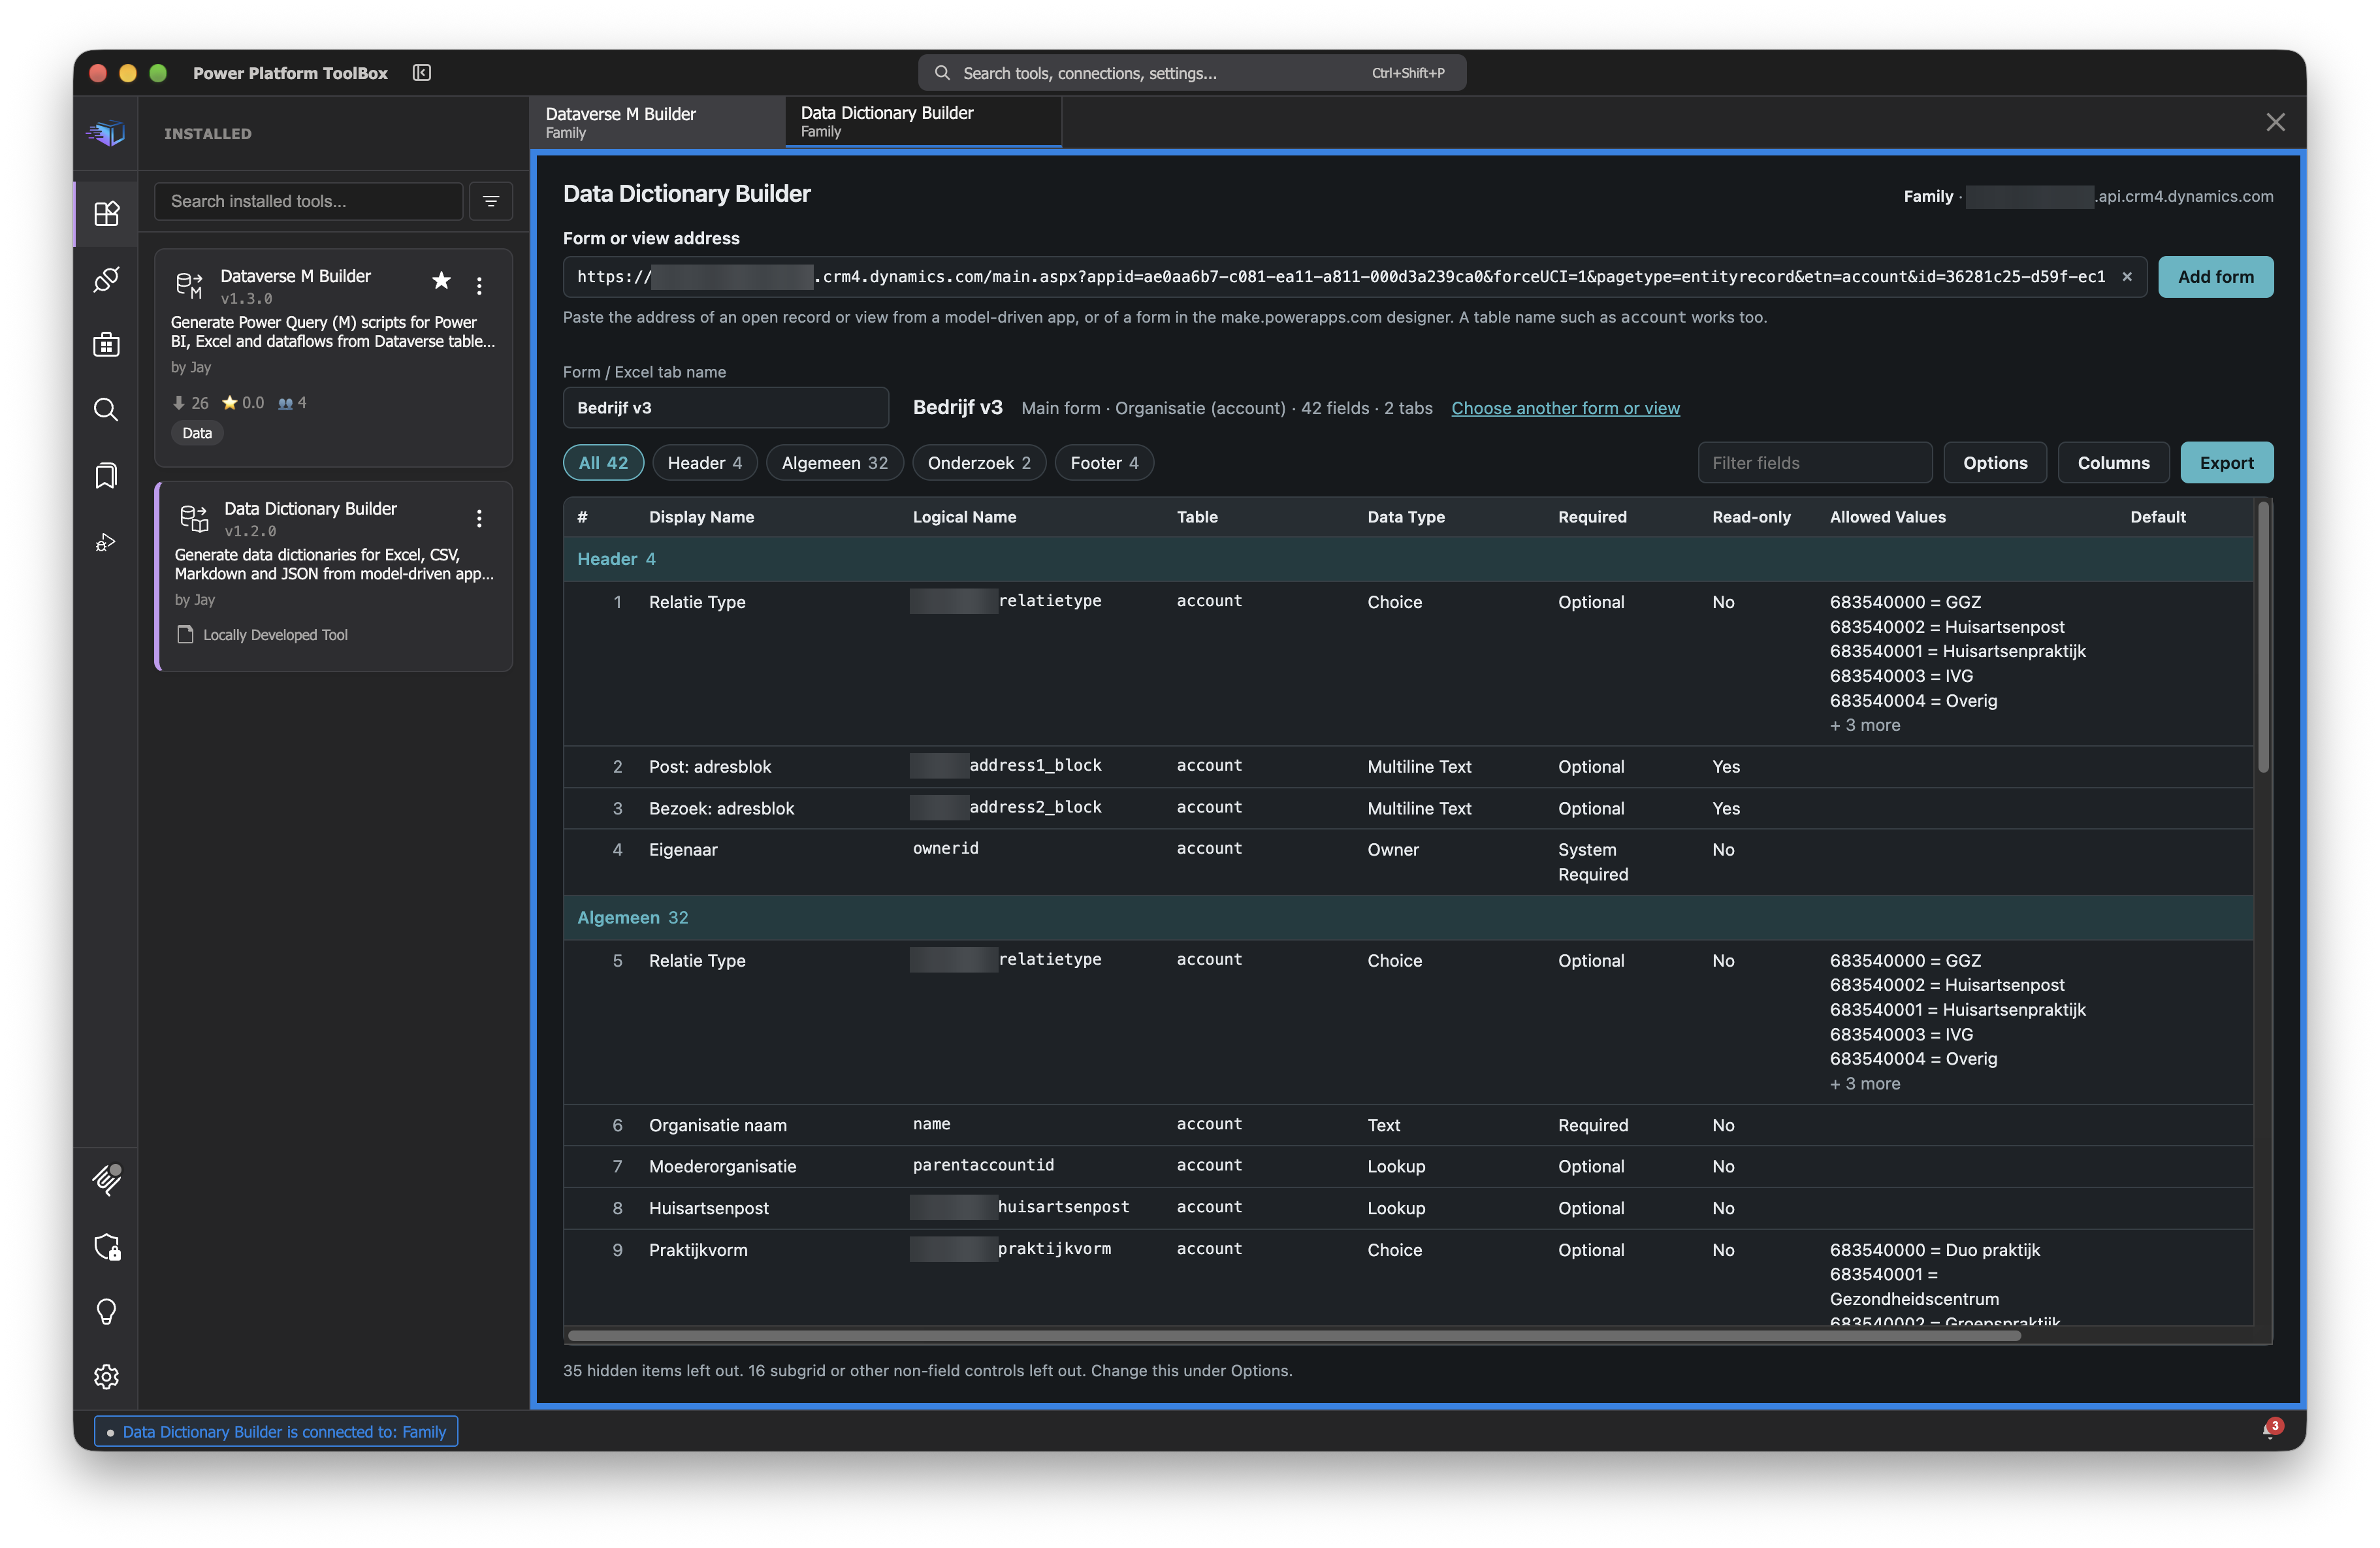 Power Platform ToolBox
Search tools, connections, settings... Ctrl+Shift+P
INSTALLED
Search installed tools...
Dataverse M Builder
v1.3.0
Generate Power Query (M) scripts for Power
BI, Excel and dataflows from Dataverse table...
by Jay
26 0.0 4
Data
Data Dictionary Builder
v1.2.0
Generate data dictionaries for Excel, CSV,
Markdown and JSON from model-driven app...
by Jay
Locally Developed Tool
Dataverse M Builder
Family
Data Dictionary Builder
Family
Data Dictionary Builder
Family · .api.crm4.dynamics.com
Form or view address
https:// .crm4.dynamics.com/main.aspx?appid=ae0aa6b7-c081-ea11-a811-000d3a239ca0&forceUCI=1&pagetype=entityrecord&etn=account&id=36281c25-d59f-ec1
Add form
Paste the address of an open record or view from a model-driven app, or of a form in the make.powerapps.com designer. A table name such as account works too.
Form / Excel tab name
Bedrijf v3
Bedrijf v3 Main form · Organisatie (account) · 42 fields · 2 tabs Choose another form or view
All 42 Header 4 Algemeen 32 Onderzoek 2 Footer 4
Filter fields Options Columns Export
# Display Name Logical Name Table Data Type Required Read-only Allowed Values Default
Header 4
1 Relatie Type relatietype account Choice Optional No 683540000 = GGZ
683540002 = Huisartsenpost
683540001 = Huisartsenpraktijk
683540003 = IVG
683540004 = Overig
+ 3 more
2 Post: adresblok address1_block account Multiline Text Optional Yes
3 Bezoek: adresblok address2_block account Multiline Text Optional Yes
4 Eigenaar ownerid account Owner System No
Required
Algemeen 32
5 Relatie Type relatietype account Choice Optional No 683540000 = GGZ
683540002 = Huisartsenpost
683540001 = Huisartsenpraktijk
683540003 = IVG
683540004 = Overig
+ 3 more
6 Organisatie naam name account Text Required No
7 Moederorganisatie parentaccountid account Lookup Optional No
8 Huisartsenpost huisartsenpost account Lookup Optional No
9 Praktijkvorm praktijkvorm account Choice Optional No 683540000 = Duo praktijk
683540001 =
Gezondheidscentrum
683540002 = Groepspraktijk
35 hidden items left out. 16 subgrid or other non-field controls left out. Change this under Options.
Data Dictionary Builder is connected to: Family
3